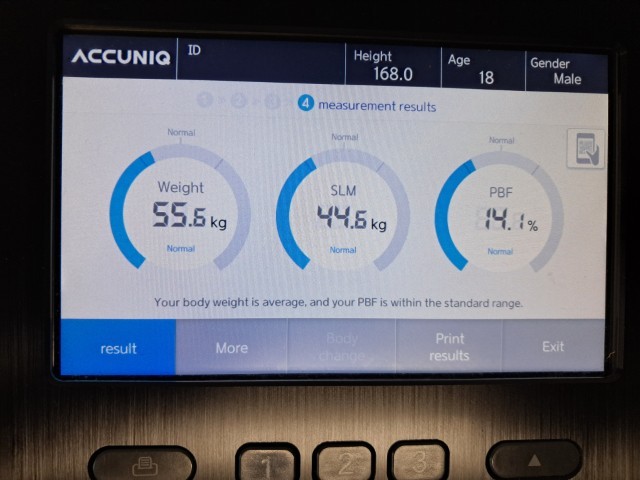 ACCUNIQ
ID
Height
168.0
Age
18
Gender
Male
1 2 3 4 measurement results
Normal
Weight
55.6 kg
Normal
Normal
SLM
44.6 kg
Normal
Normal
PBF
14.1 %
Normal
Your body weight is average, and your PBF is within the standard range.
result
More
Body
change
Print
results
Exit
1
2
3